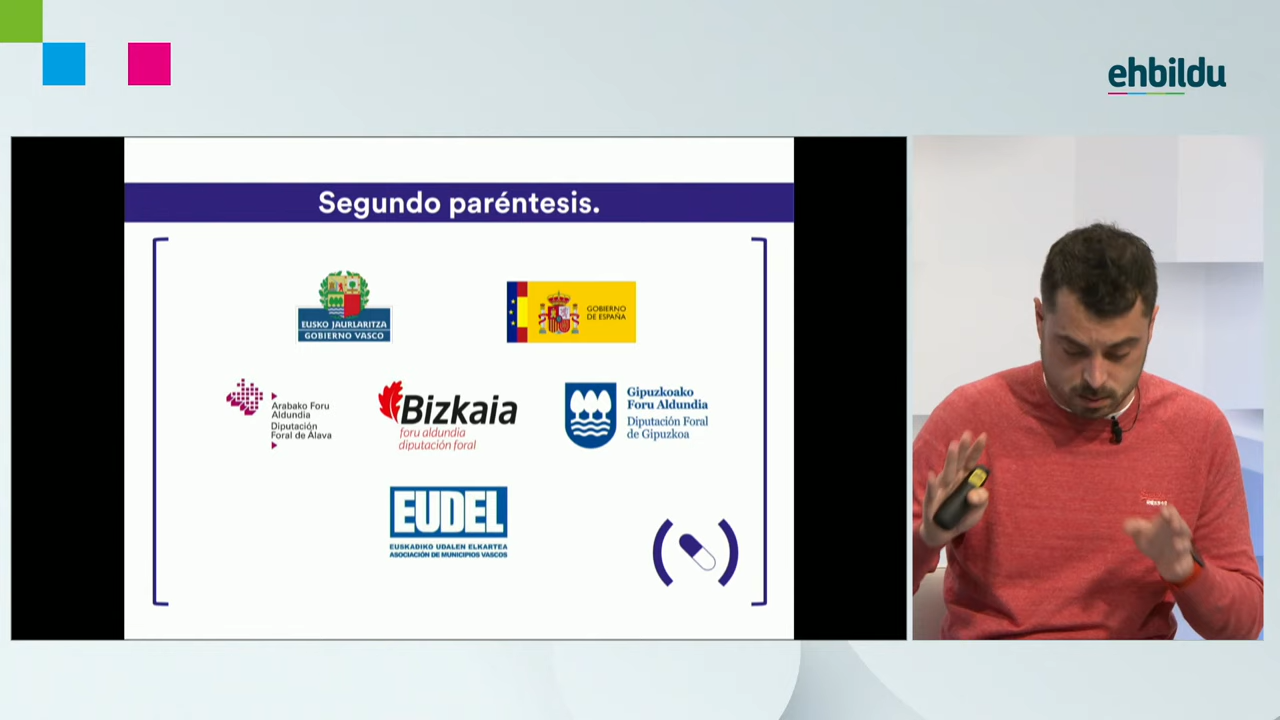 ehbildu
Segundo paréntesis.
EUSKO JAURLARITZA
GOBIERNO VASCO
GOBIERNO
DE ESPAÑA
Arabako Foru
Aldundia
Diputación
Foral de Álava
Bizkaia
foru aldundia
diputación foral
Gipuzkoako
Foru Aldundia
Diputación Foral
de Gipuzkoa
EUDEL
EUSKADIKO UDALEN ELKARTEA
ASOCIACIÓN DE MUNICIPIOS VASCOS